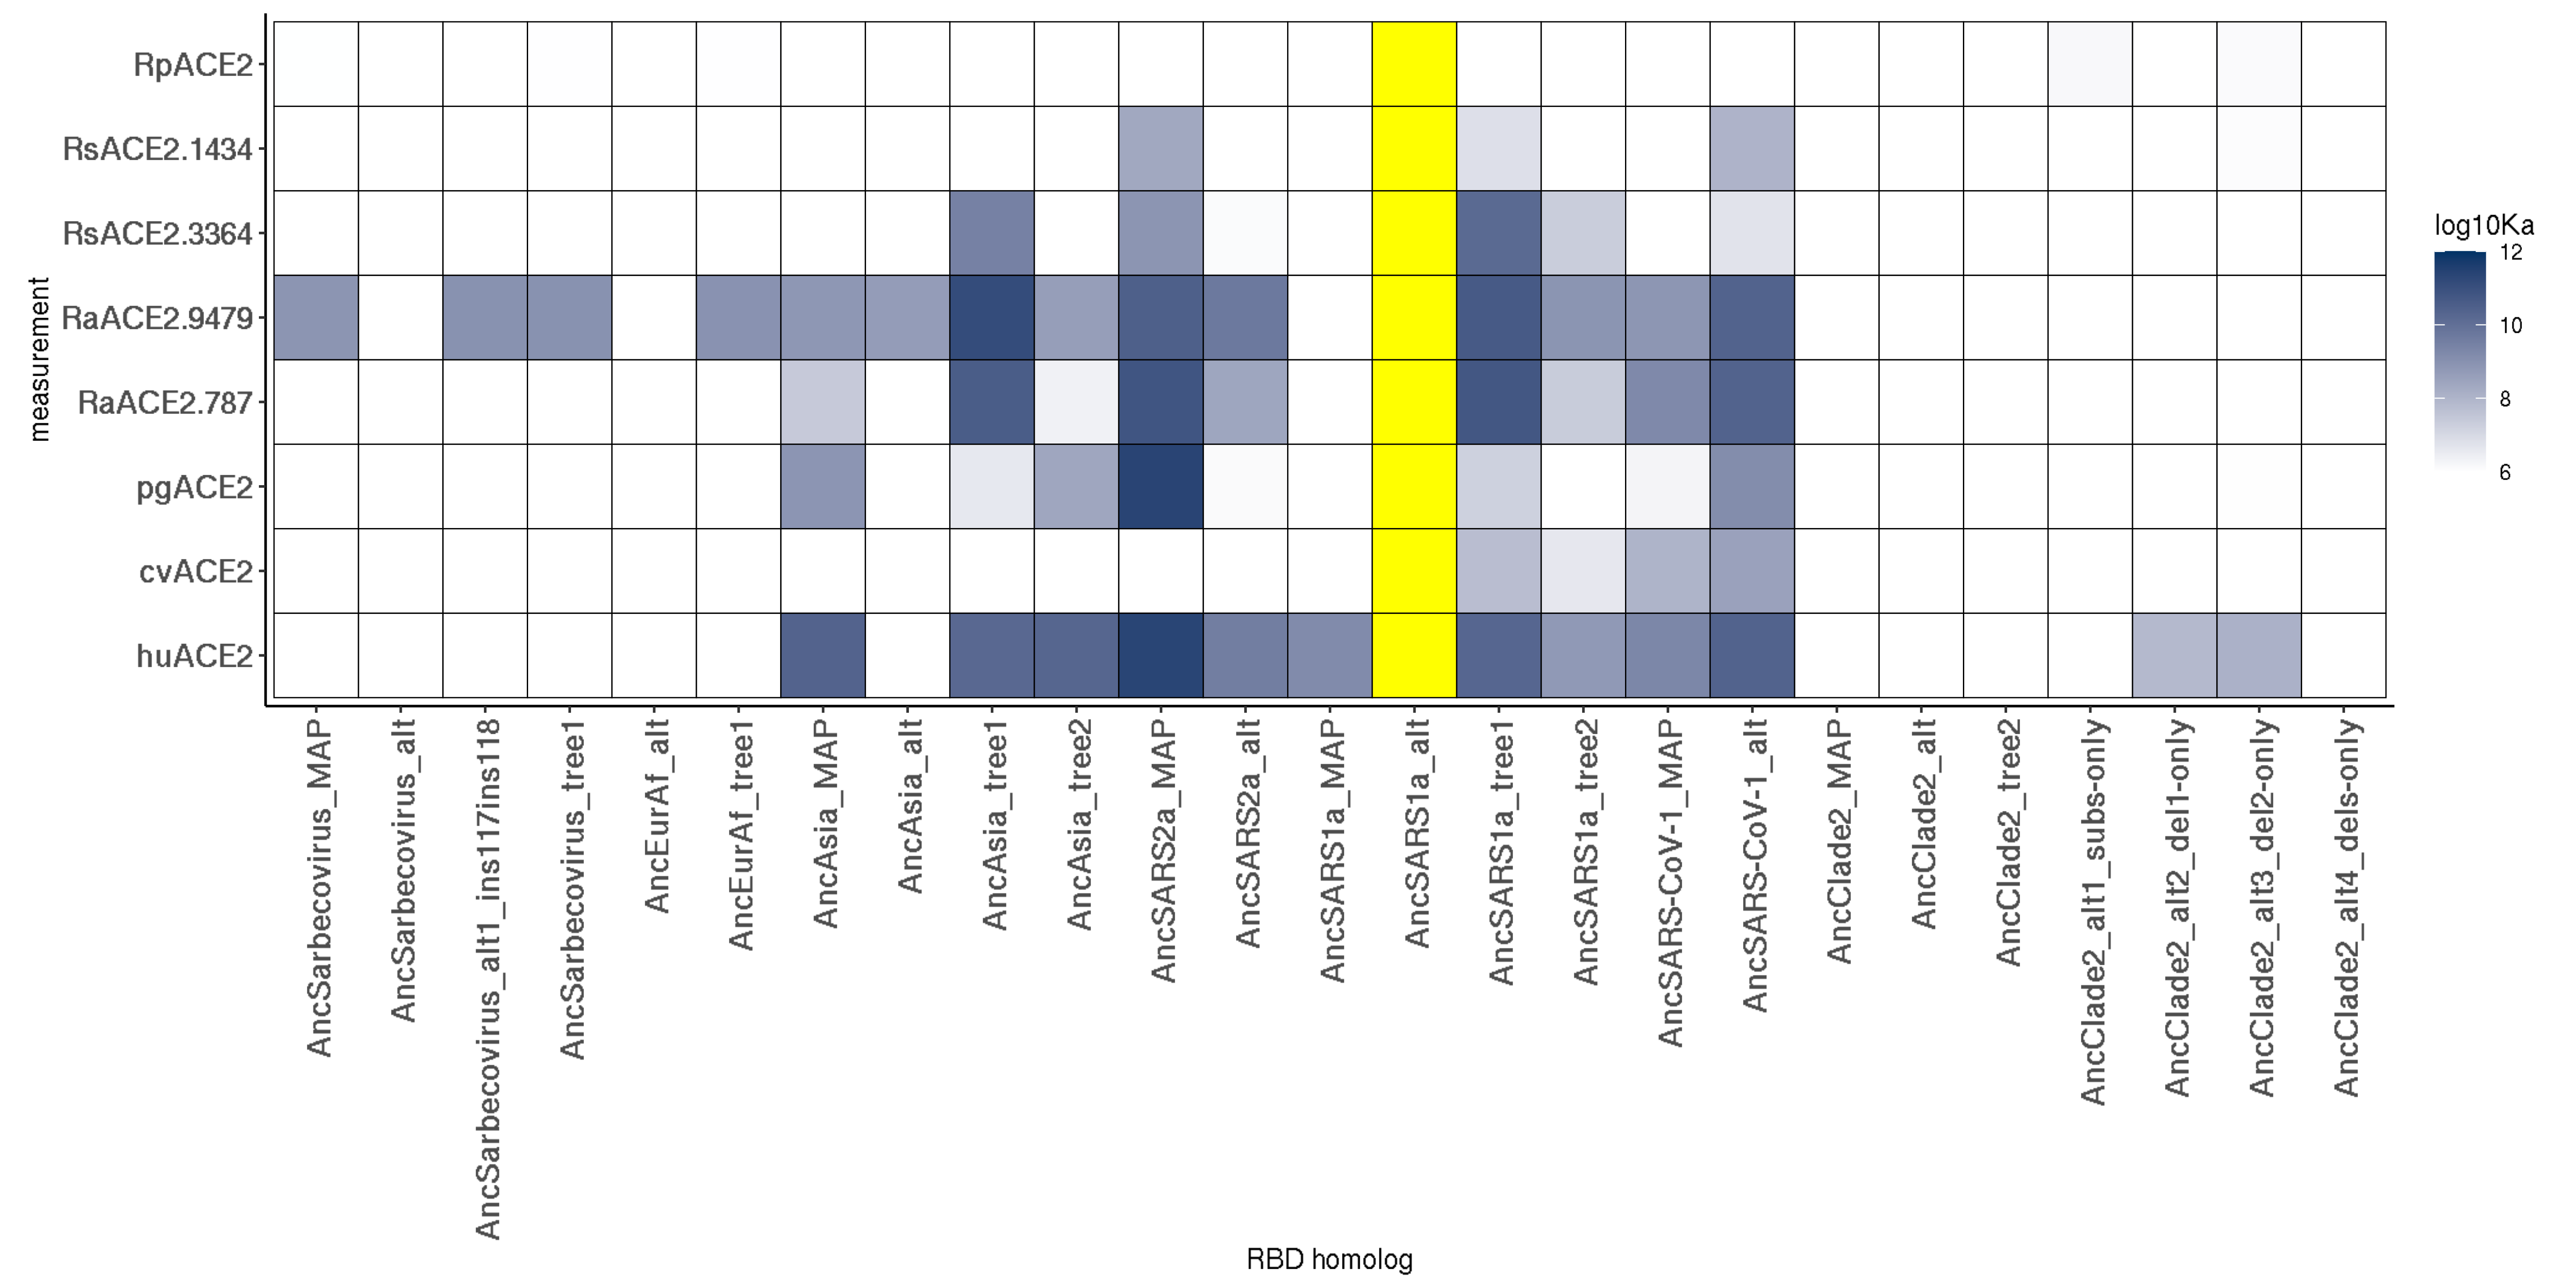 RpACE2
RsACE2.1434
RsACE2.3364
RaACE2.9479
RaACE2.787
pgACE2
cvACE2
huACE2
measurement
AncSarbecovirus_MAP
AncSarbecovirus_alt
AncSarbecovirus_alt1_ins117ins118
AncSarbecovirus_tree1
AncEurAf_alt
AncEurAf_tree1
AncAsia_MAP
AncAsia_alt
AncAsia_tree1
AncAsia_tree2
AncSARS2a_MAP
AncSARS2a_alt
AncSARS1a_MAP
AncSARS1a_alt
AncSARS1a_tree1
AncSARS1a_tree2
AncSARS-CoV-1_MAP
AncSARS-CoV-1_alt
AncClade2_MAP
AncClade2_alt
AncClade2_tree2
AncClade2_alt1_subs-only
AncClade2_alt2_del1-only
AncClade2_alt3_del2-only
AncClade2_alt4_dels-only
RBD homolog
log10Ka
12
10
8
6